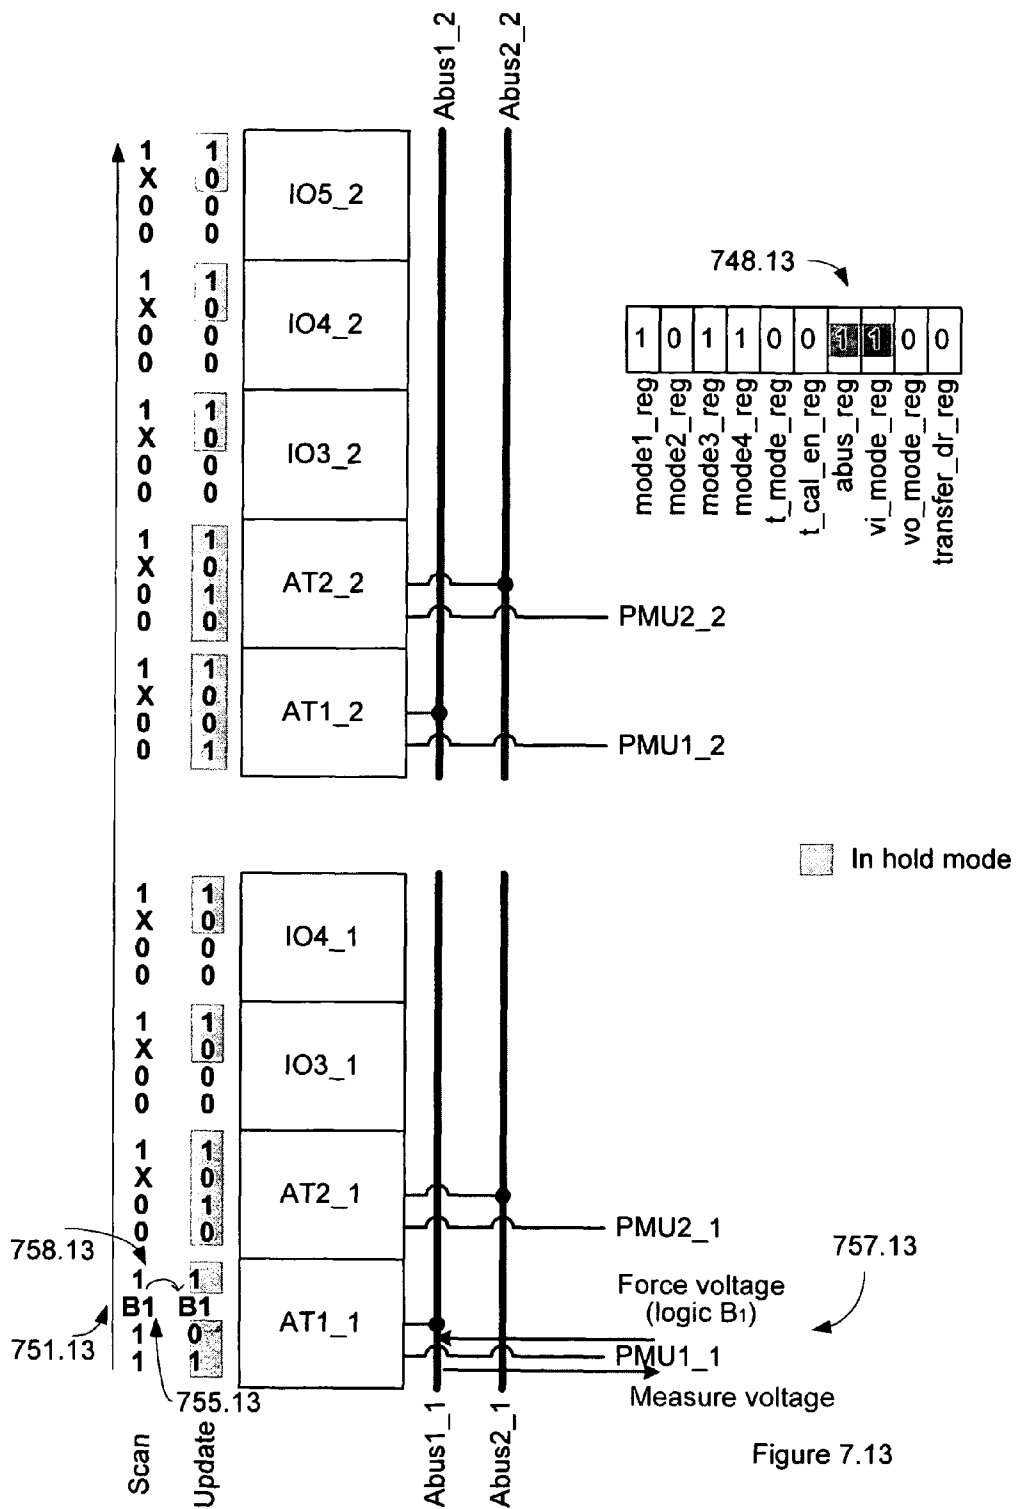 Abus1_2
Abus2_2
1 1
X 0
0 0
0 0
IO5_2
1 1
X 0
0 0
0 0
IO4_2
1 1
X 0
0 0
0 0
IO3_2
1 1
X 0
0 1
0 0
AT2_2
PMU2_2
1 1
X 0
0 0
0 1
AT1_2
PMU1_2
748.13
1 0 1 1 0 0 1 1 0 0
mode1_reg
mode2_reg
mode3_reg
mode4_reg
t_mode_reg
t_cal_en_reg
abus_reg
vi_mode_reg
vo_mode_reg
transfer_dr_reg
In hold mode
1 1
X 0
0 0
0 0
IO4_1
1 1
X 0
0 0
0 0
IO3_1
1 1
X 0
0 1
0 0
AT2_1
PMU2_1
758.13
1 1
B1 B1
1 0
1 1
AT1_1
751.13
755.13
757.13
Force voltage
(logic B1)
PMU1_1
Measure voltage
Scan
Update
Abus1_1
Abus2_1
Figure 7.13